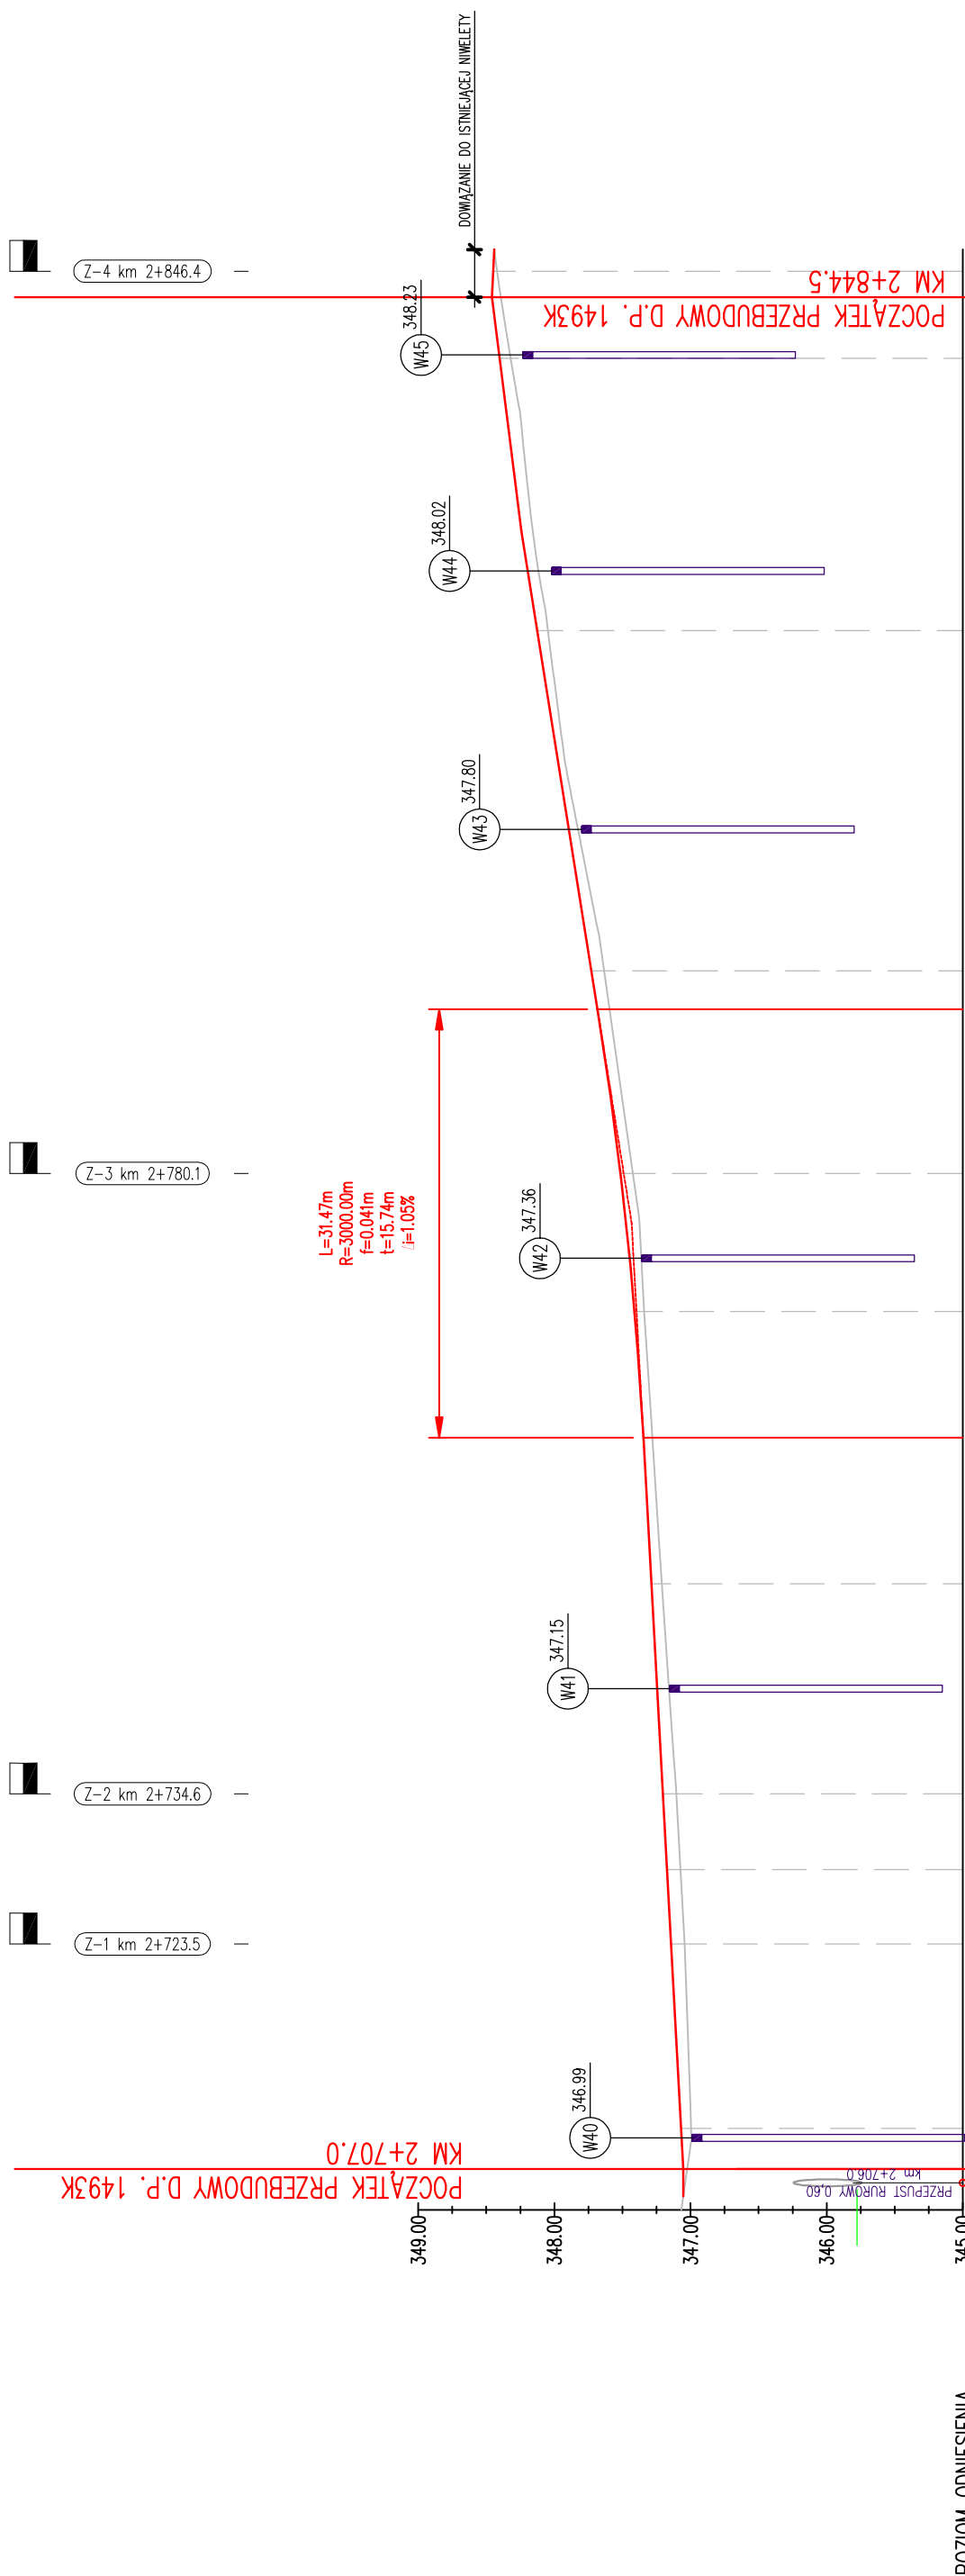 DOWIĄZANIE DO ISTNIEJĄCEJ NIWELETY
Z-4 km 2+846.4
POCZĄTEK PRZEBUDOWY D.P. 1493K
KM 2+844.5
W45
348.23
W44
348.02
W43
347.80
Z-3 km 2+780.1
L=31.47m
R=3000.00m
f=0.041m
t=15.74m
i=1.05%
W42
347.36
W41
347.15
Z-2 km 2+734.6
Z-1 km 2+723.5
W40
346.99
POCZĄTEK PRZEBUDOWY D.P. 1493K
KM 2+707.0
PRZEPUST RUROWY 0,60
km 2+706.0
349.00
348.00
347.00
346.00
345.00
POZIOM ODNIESIENIA